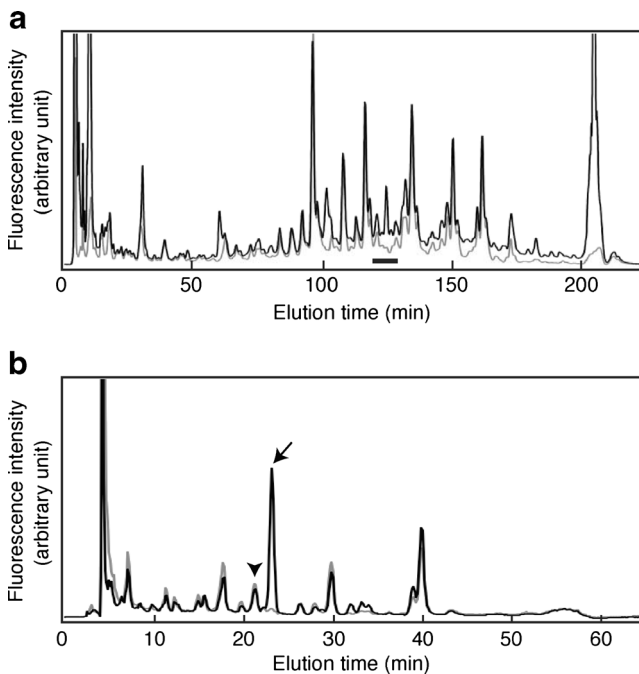 a
Fluorescence intensity
(arbitrary unit)
0 50 100 150 200
Elution time (min)
b
Fluorescence intensity
(arbitrary unit)
0 10 20 30 40 50 60
Elution time (min)